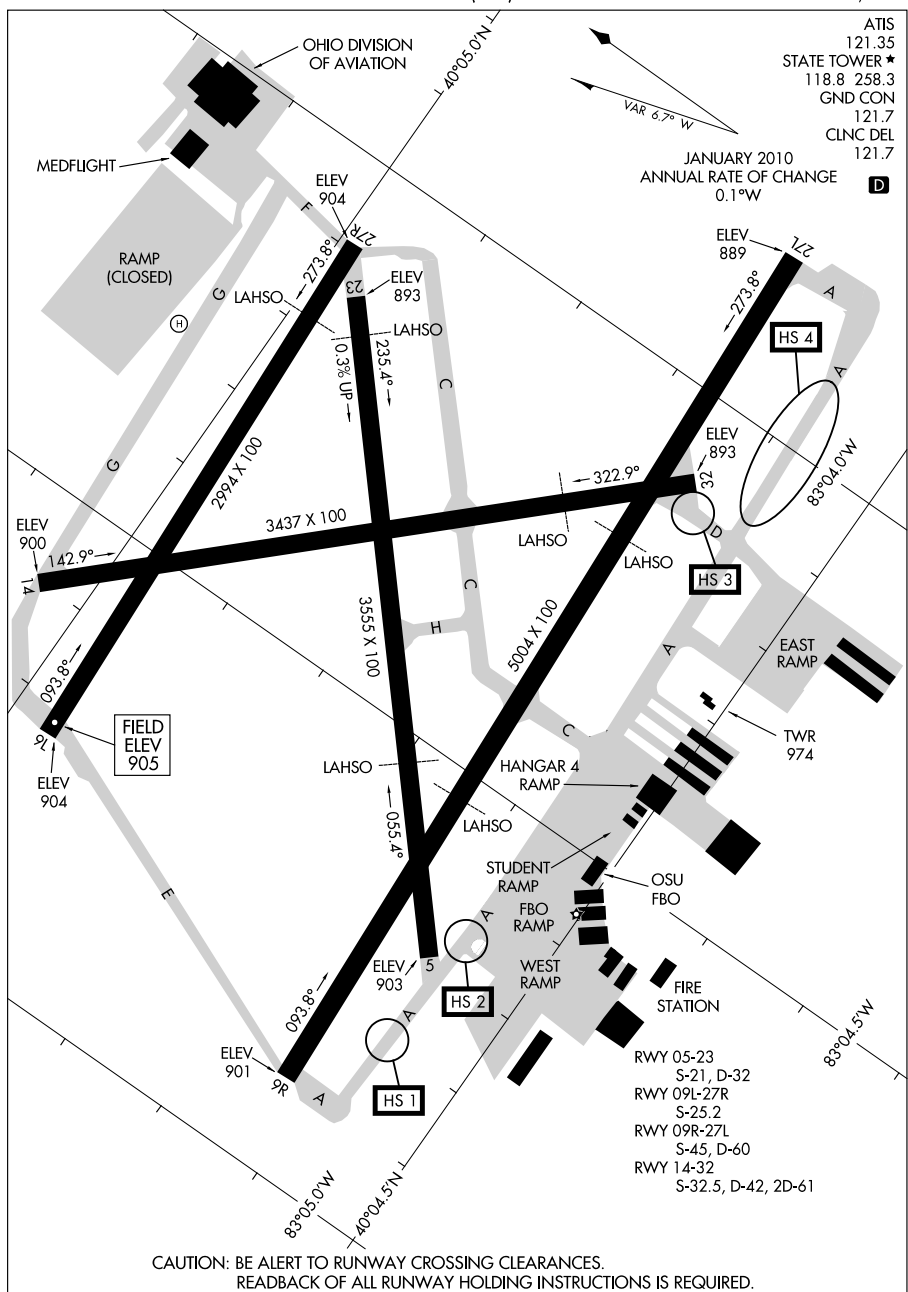 ATIS
121.35
STATE TOWER ★
118.8 258.3
GND CON
121.7
CLNC DEL
121.7
D
OHIO DIVISION
OF AVIATION
40°05.0'N
VAR 6.7° W
JANUARY 2010
ANNUAL RATE OF CHANGE
0.1°W
MEDFLIGHT
ELEV
904
27R
F
273.8°
RAMP
(CLOSED)
G
LAHSO
H
23
ELEV
893
LAHSO
0.3% UP
235.4°
C
ELEV
889
27L
273.8°
A
HS 4
A
83°04.0'W
G
2994 X 100
ELEV
893
32
322.9°
3437 X 100
LAHSO
LAHSO
D
HS 3
ELEV
900
142.9°
14
C
3555 X 100
H
5004 X 100
A
EAST
RAMP
093.8°
9L
FIELD
ELEV
905
ELEV
904
C
TWR
974
HANGAR 4
RAMP
LAHSO
LAHSO
055.4°
STUDENT
RAMP
OSU
FBO
FBO
RAMP
E
A
ELEV
903
5
HS 2
WEST
RAMP
FIRE
STATION
093.8°
A
ELEV
901
9R
A
HS 1
83°04.5'W
RWY 05-23
S-21, D-32
RWY 09L-27R
S-25.2
RWY 09R-27L
S-45, D-60
RWY 14-32
S-32.5, D-42, 2D-61
83°05.0'W
40°04.5'N
CAUTION: BE ALERT TO RUNWAY CROSSING CLEARANCES.
READBACK OF ALL RUNWAY HOLDING INSTRUCTIONS IS REQUIRED.